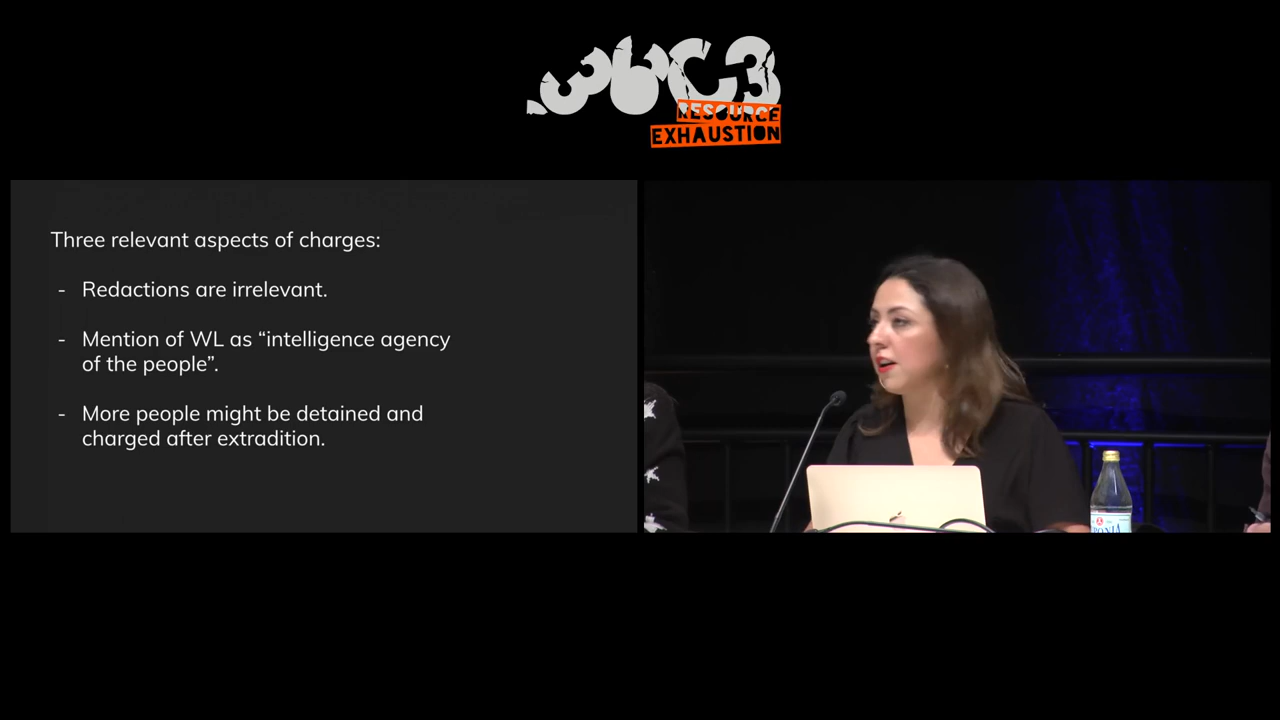 36C3
RESOURCE
EXHAUSTION
Three relevant aspects of charges:
- Redactions are irrelevant.
- Mention of WL as “intelligence agency
of the people”.
- More people might be detained and
charged after extradition.